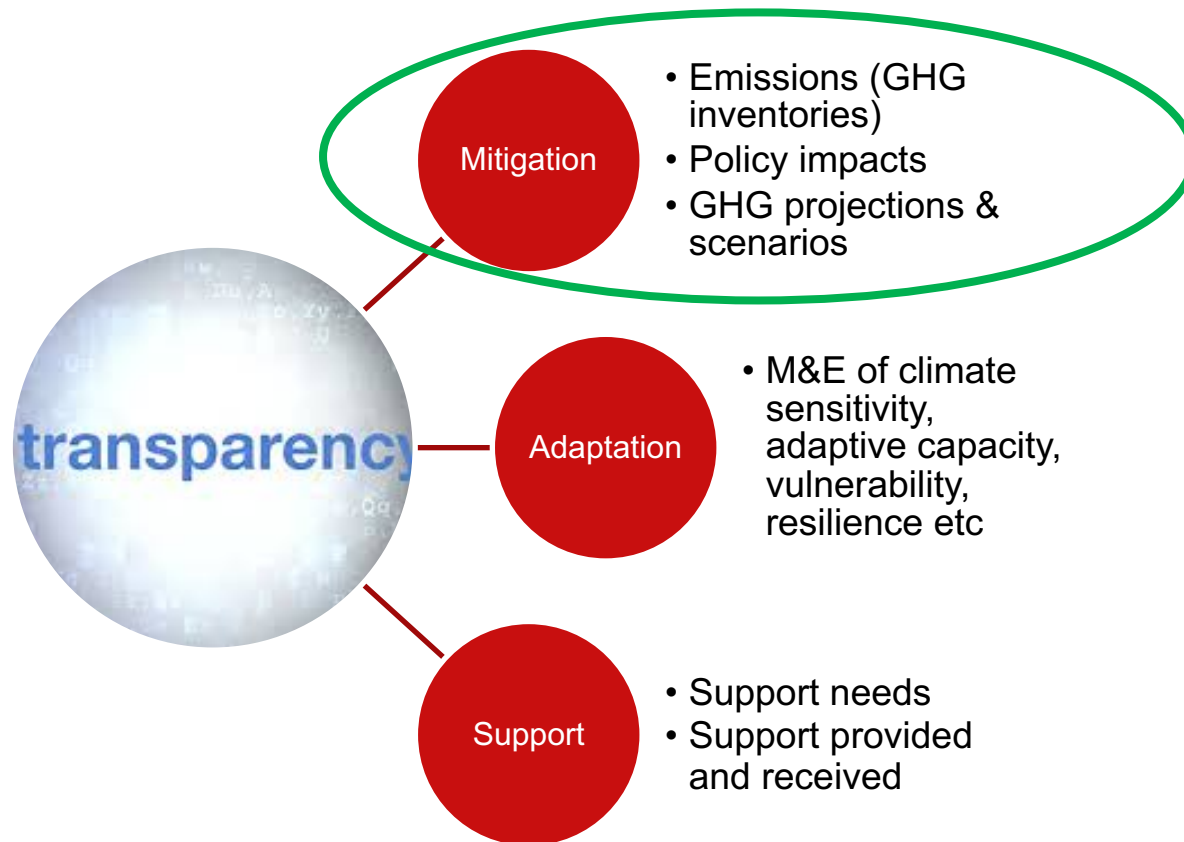 Mitigation
• Emissions (GHG
inventories)
• Policy impacts
• GHG projections &
scenarios
transparency
Adaptation
• M&E of climate
sensitivity,
adaptive capacity,
vulnerability,
resilience etc
Support
• Support needs
• Support provided
and received